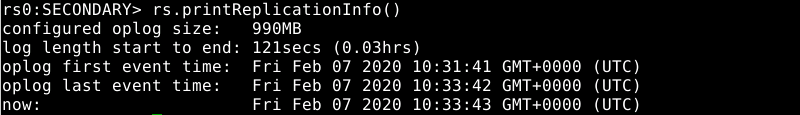 rs0:SECONDARY> rs.printReplicationInfo()
configured oplog size:   990MB
log length start to end: 121secs (0.03hrs)
oplog first event time:  Fri Feb 07 2020 10:31:41 GMT+0000 (UTC)
oplog last event time:   Fri Feb 07 2020 10:33:42 GMT+0000 (UTC)
now:                     Fri Feb 07 2020 10:33:43 GMT+0000 (UTC)